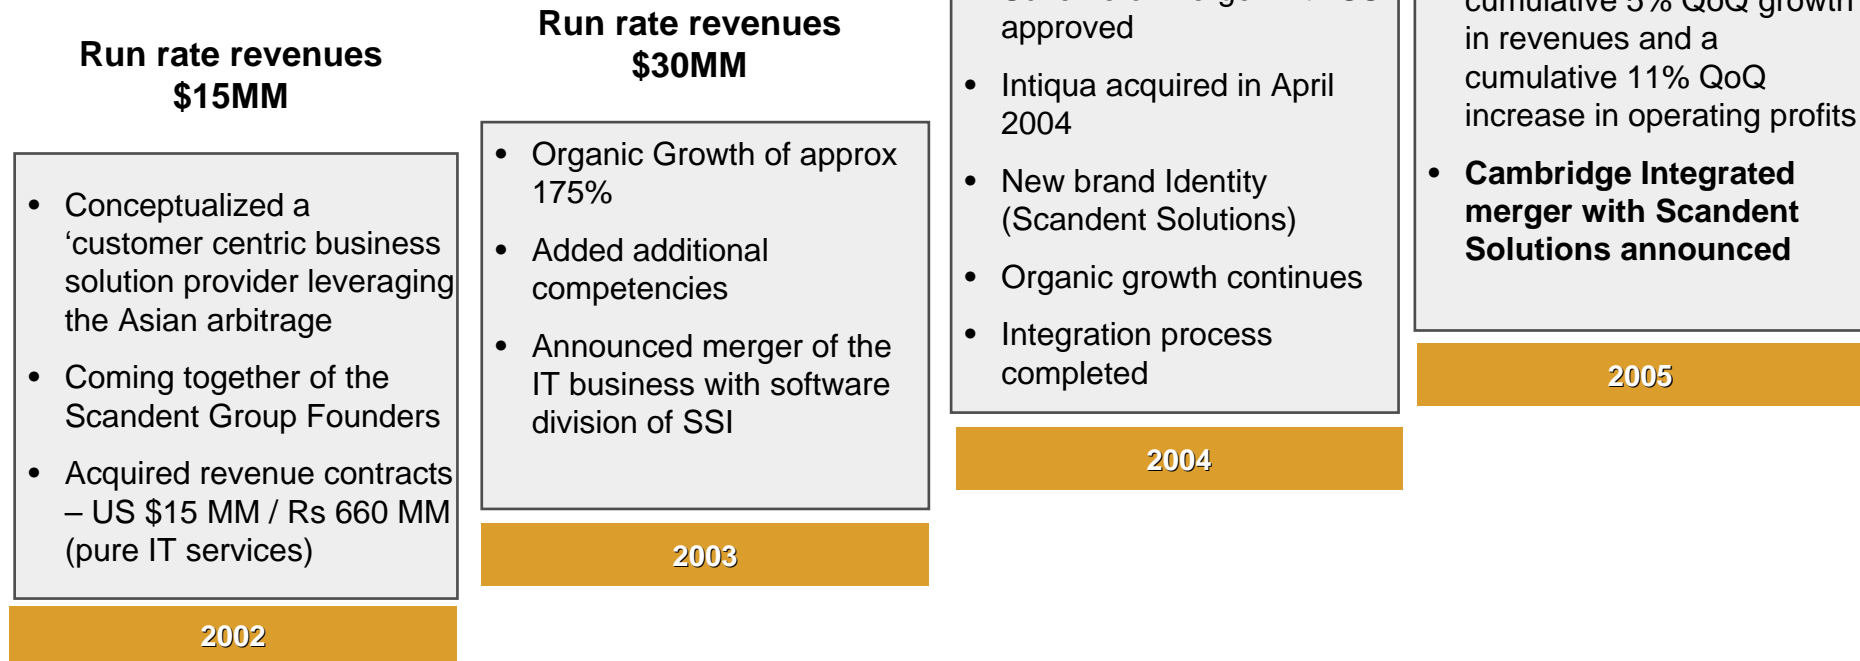 Run rate revenues
$15MM
• Conceptualized a
‘customer centric business
solution provider leveraging
the Asian arbitrage
• Coming together of the
Scandent Group Founders
• Acquired revenue contracts
– US $15 MM / Rs 660 MM
(pure IT services)
2002
Run rate revenues
$30MM
• Organic Growth of approx
175%
• Added additional
competencies
• Announced merger of the
IT business with software
division of SSI
2003
approved
• Intiqua acquired in April
2004
• New brand Identity
(Scandent Solutions)
• Organic growth continues
• Integration process
completed
2004
cumulative 5% QoQ growth
in revenues and a
cumulative 11% QoQ
increase in operating profits
• Cambridge Integrated
merger with Scandent
Solutions announced
2005